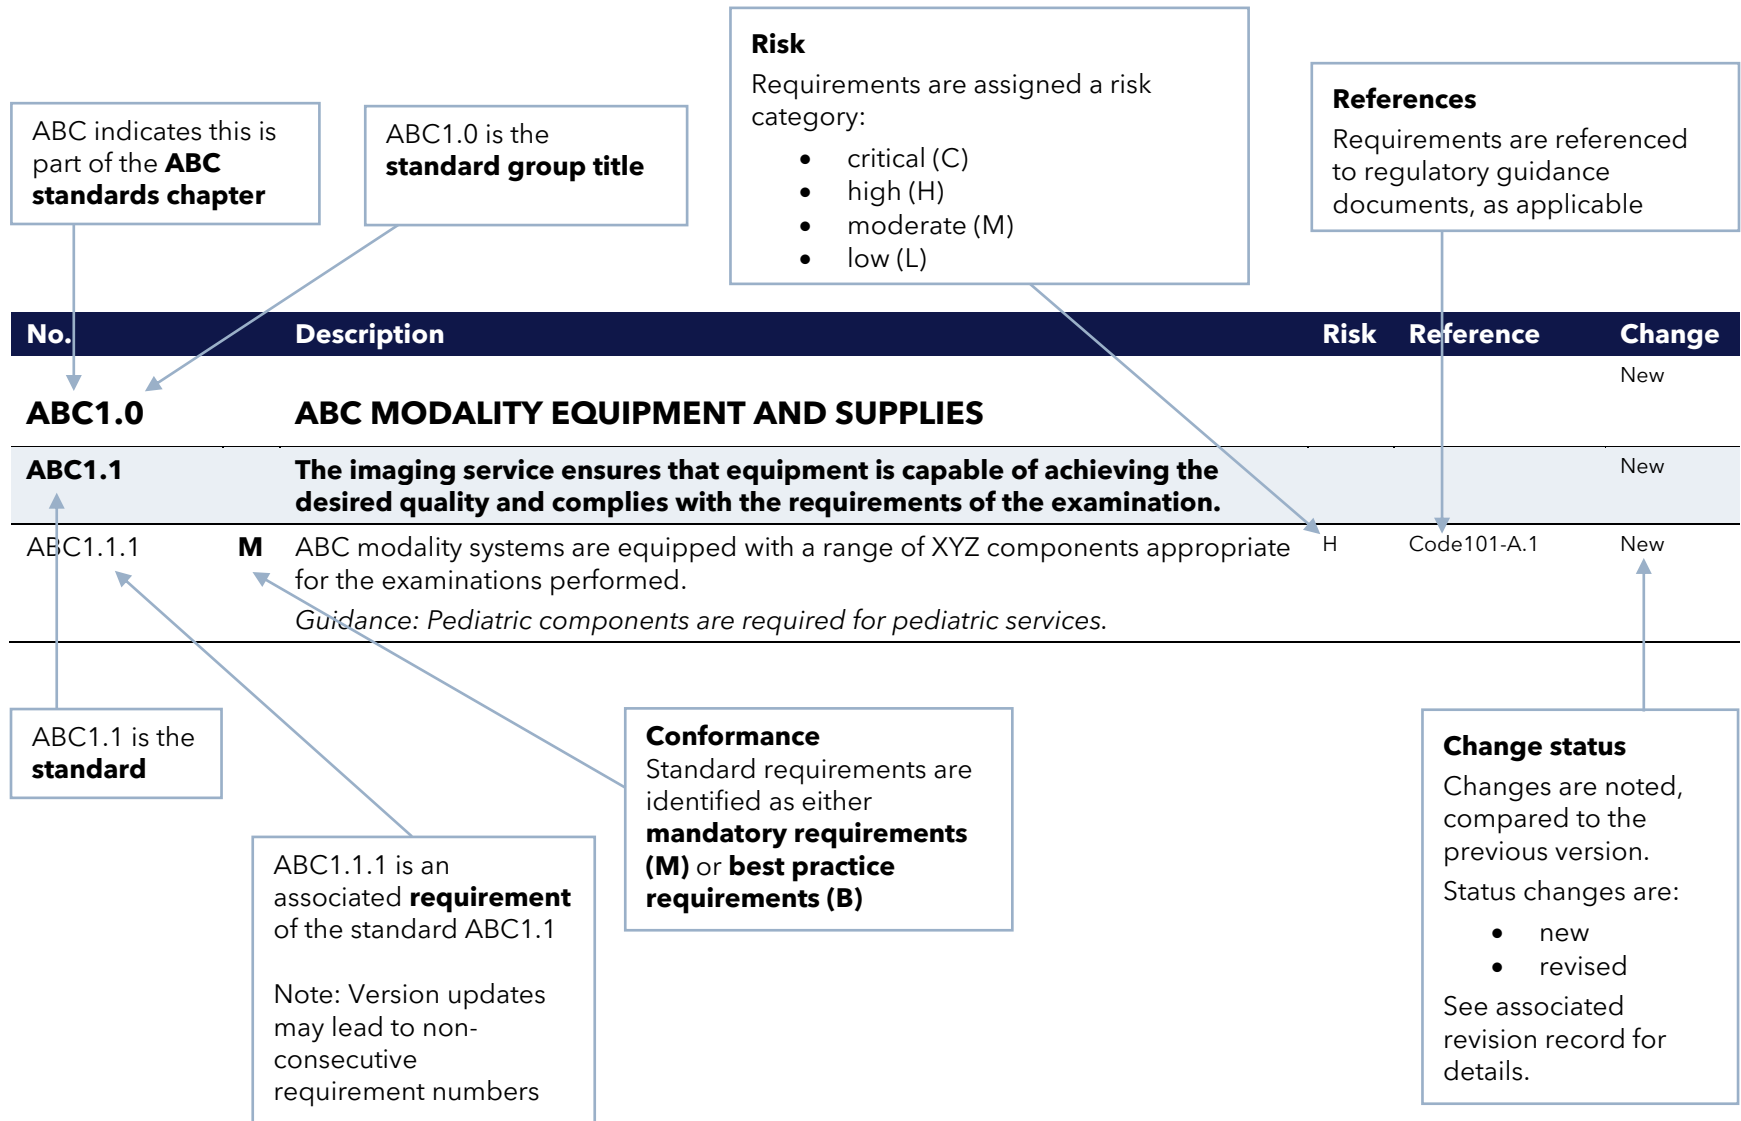 Risk
Requirements are assigned a risk
category:
• critical (C)
• high (H)
• moderate (M)
• low (L)
References
Requirements are referenced
to regulatory guidance
documents, as applicable
ABC indicates this is
part of the ABC
standards chapter
ABC1.0 is the
standard group title
No. Description Risk Reference Change
New
ABC1.0 ABC MODALITY EQUIPMENT AND SUPPLIES
ABC1.1 The imaging service ensures that equipment is capable of achieving the New
desired quality and complies with the requirements of the examination.
ABC1.1.1 M ABC modality systems are equipped with a range of XYZ components appropriate H Code101-A.1 New
for the examinations performed.
Guidance: Pediatric components are required for pediatric services.
ABC1.1 is the
standard
ABC1.1.1 is an
associated requirement
of the standard ABC1.1
Note: Version updates
may lead to non-
consecutive
requirement numbers
Conformance
Standard requirements are
identified as either
mandatory requirements
(M) or best practice
requirements (B)
Change status
Changes are noted,
compared to the
previous version.
Status changes are:
• new
• revised
See associated
revision record for
details.